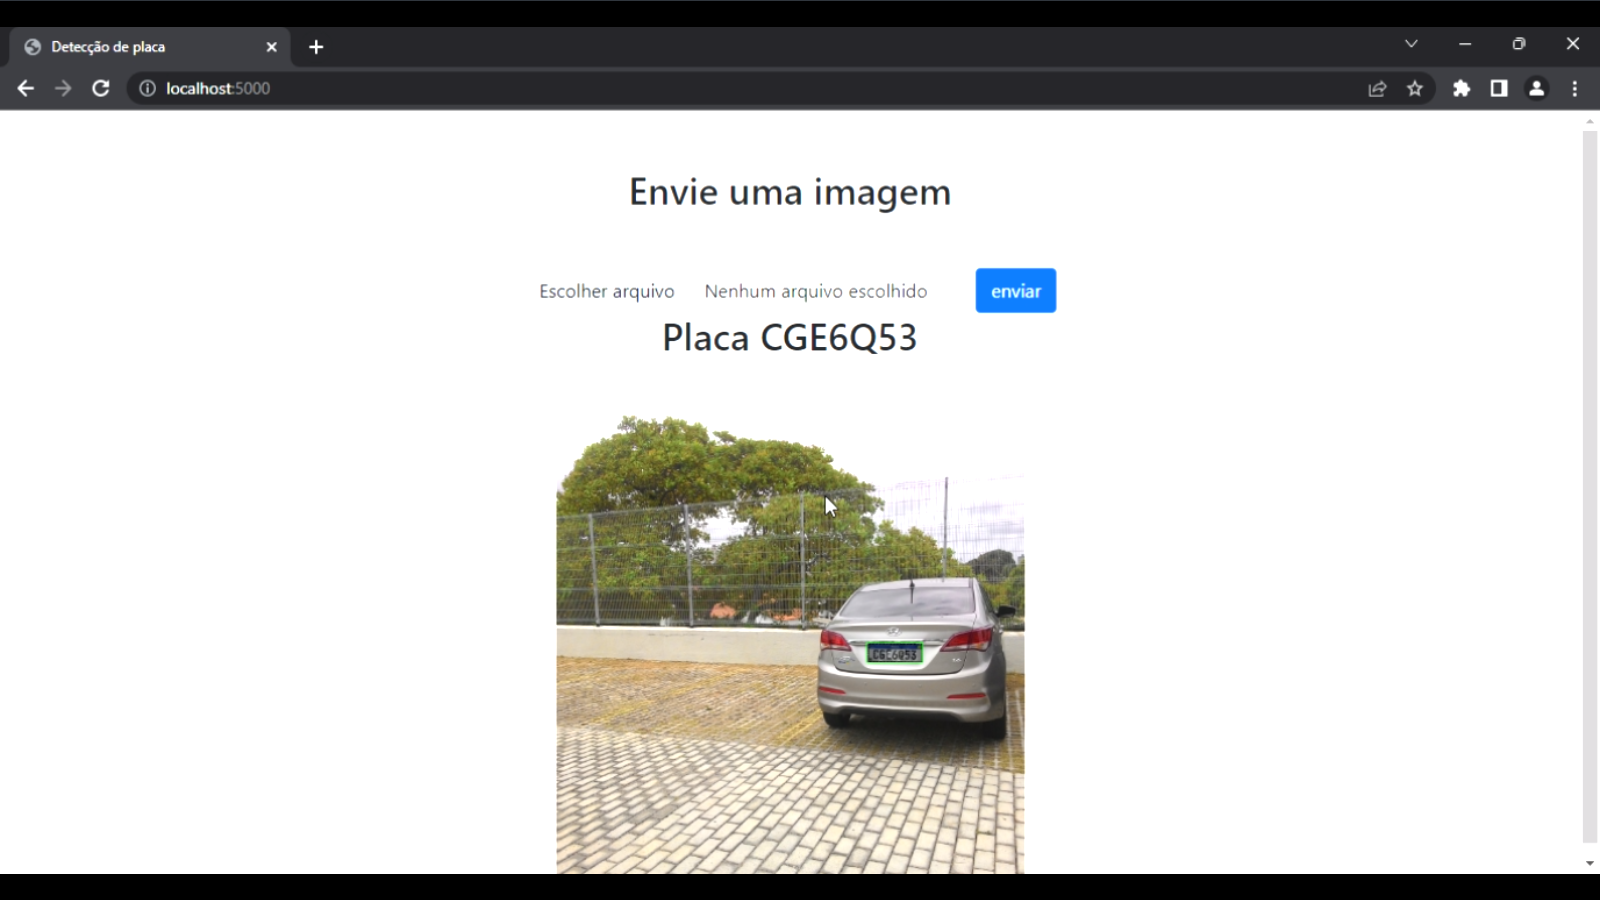 Detecção de placa
localhost:5000
Envie uma imagem
Escolher arquivo Nenhum arquivo escolhido enviar
Placa CGE6Q53
CGE6Q53